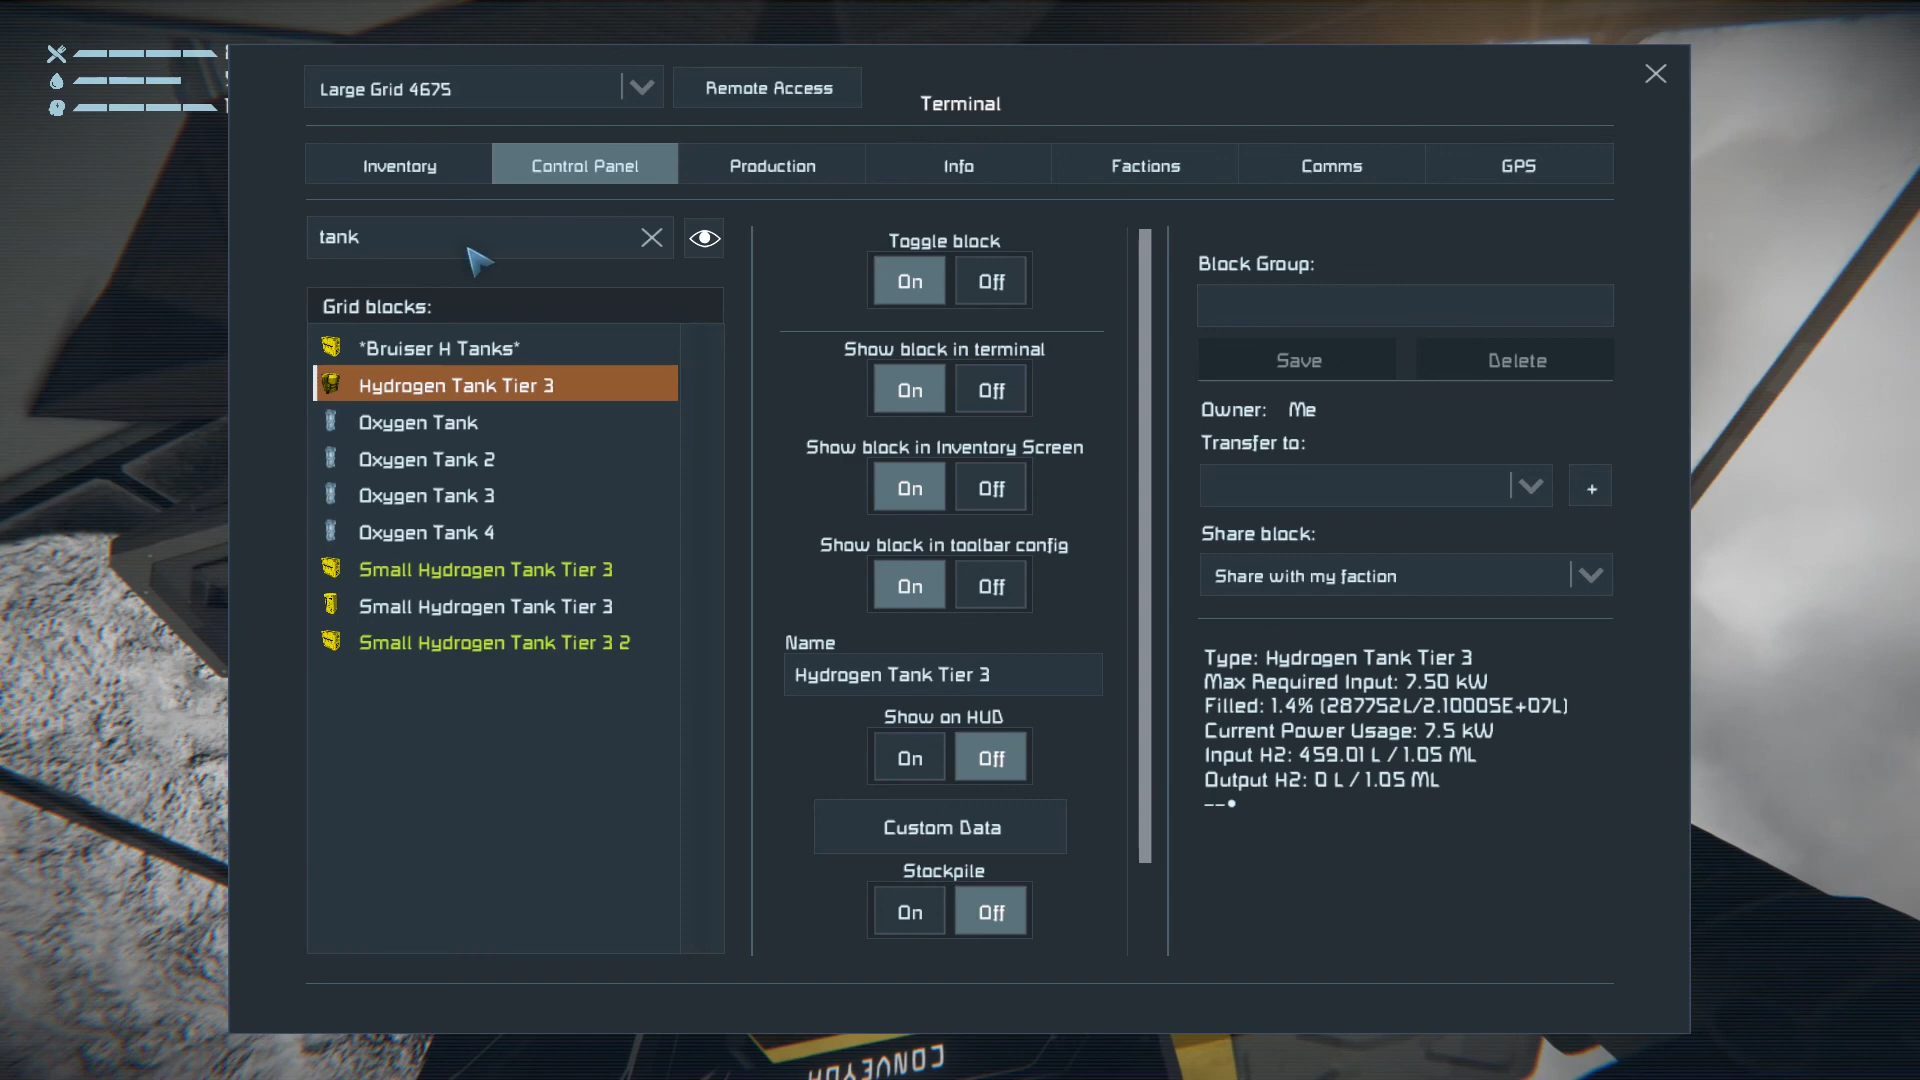 Large Grid 4675
Remote Access
Terminal
Inventory
Control Panel
Production
Info
Factions
Comms
GPS
tank
Grid blocks:
*Bruiser H Tanks*
Hydrogen Tank Tier 3
Oxygen Tank
Oxygen Tank 2
Oxygen Tank 3
Oxygen Tank 4
Small Hydrogen Tank Tier 3
Small Hydrogen Tank Tier 3
Small Hydrogen Tank Tier 3 2
Toggle block
On Off
Show block in terminal
On Off
Show block in Inventory Screen
On Off
Show block in toolbar config
On Off
Name
Hydrogen Tank Tier 3
Show on HUD
On Off
Custom Data
Stockpile
On Off
Block Group:
Save Delete
Owner: Me
Transfer to:
+
Share block:
Share with my faction
Type: Hydrogen Tank Tier 3
Max Required Input: 7.50 kW
Filled: 1.4% (287752L/2.10005E+07L)
Current Power Usage: 7.5 kW
Input H2: 459.01 L / 1.05 ML
Output H2: 0 L / 1.05 ML
--•
CONVEYOR